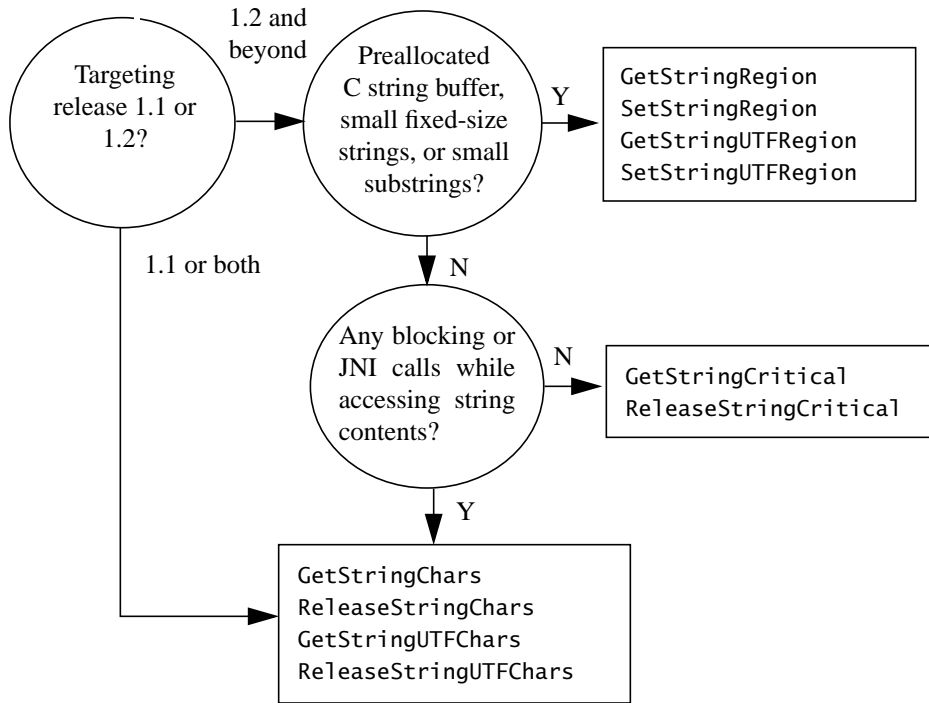 Targeting
release 1.1 or
1.2?
1.2 and
beyond
Preallocated
C string buffer,
small fixed-size
strings, or small
substrings?
Y
GetStringRegion
SetStringRegion
GetStringUTFRegion
SetStringUTFRegion
1.1 or both
N
Any blocking or
JNI calls while
accessing string
contents?
N
GetStringCritical
ReleaseStringCritical
Y
GetStringChars
ReleaseStringChars
GetStringUTFChars
ReleaseStringUTFChars